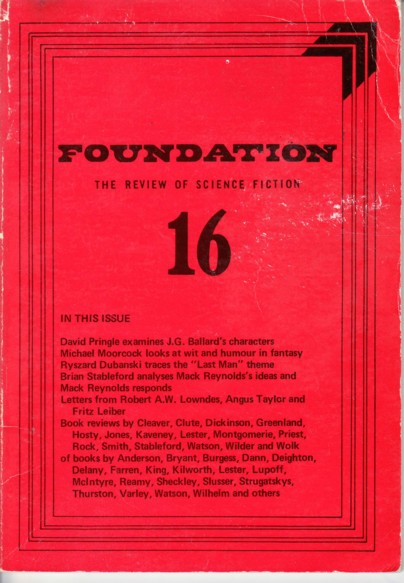 FOUNDATION
THE REVIEW OF SCIENCE FICTION
16
IN THIS ISSUE
David Pringle examines J.G. Ballard's characters
Michael Moorcock looks at wit and humour in fantasy
Ryszard Dubanski traces the "Last Man" theme
Brian Stableford analyses Mack Reynolds's ideas and
Mack Reynolds responds
Letters from Robert A.W. Lowndes, Angus Taylor and
Fritz Leiber
Book reviews by Cleaver, Clute, Dickinson, Greenland,
Hosty, Jones, Kaveney, Lester, Montgomerie, Priest,
Rock, Smith, Stableford, Watson, Wilder and Wolk
of books by Anderson, Bryant, Burgess, Dann, Deighton,
Delany, Farren, King, Kilworth, Lester, Lupoff,
McIntyre, Reamy, Sheckley, Slusser, Strugatskys,
Thurston, Varley, Watson, Wilhelm and others